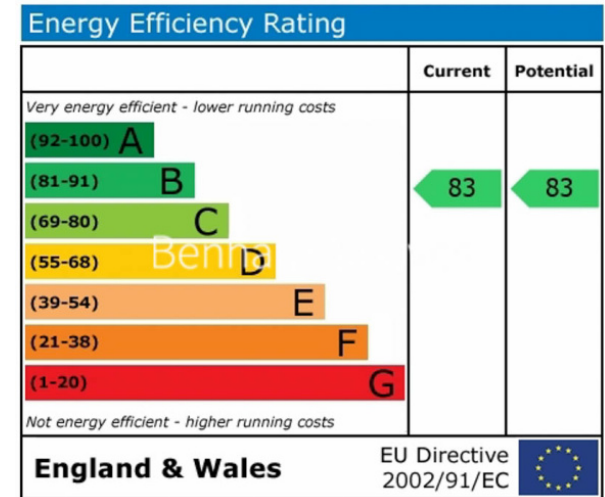 Energy Efficiency Rating
Current Potential
Very energy efficient - lower running costs
(92-100) A
(81-91) B 83 83
(69-80) C
(55-68) D
(39-54) E
(21-38) F
(1-20) G
Not energy efficient - higher running costs
England & Wales
EU Directive
2002/91/EC